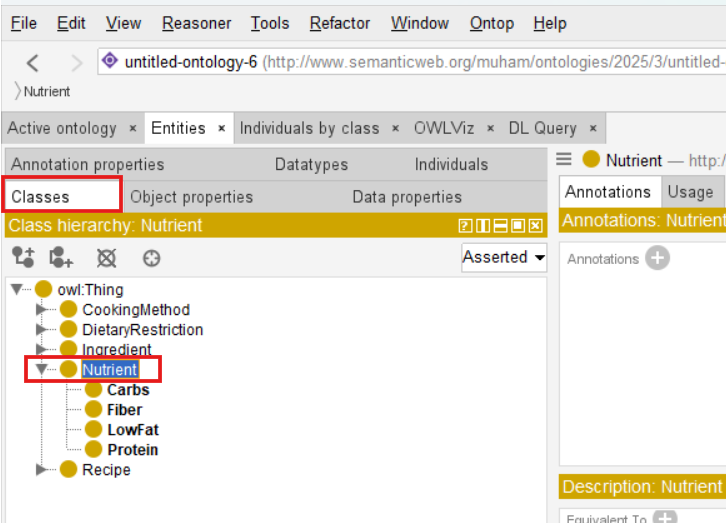 File Edit View Reasoner Tools Refactor Window Ontop Help
< > untitled-ontology-6 (http://www.semanticweb.org/muham/ontologies/2025/3/untitled-
Nutrient
Active ontology × Entities × Individuals by class × OWLViz × DL Query ×
Annotation properties Datatypes Individuals
Classes Object properties Data properties
Class hierarchy: Nutrient
Asserted
owl:Thing
CookingMethod
DietaryRestriction
Ingredient
Nutrient
Carbs
Fiber
LowFat
Protein
Recipe
Nutrient — http:/
Annotations Usage
Annotations: Nutrient
Annotations
Description: Nutrient
Equivalent To